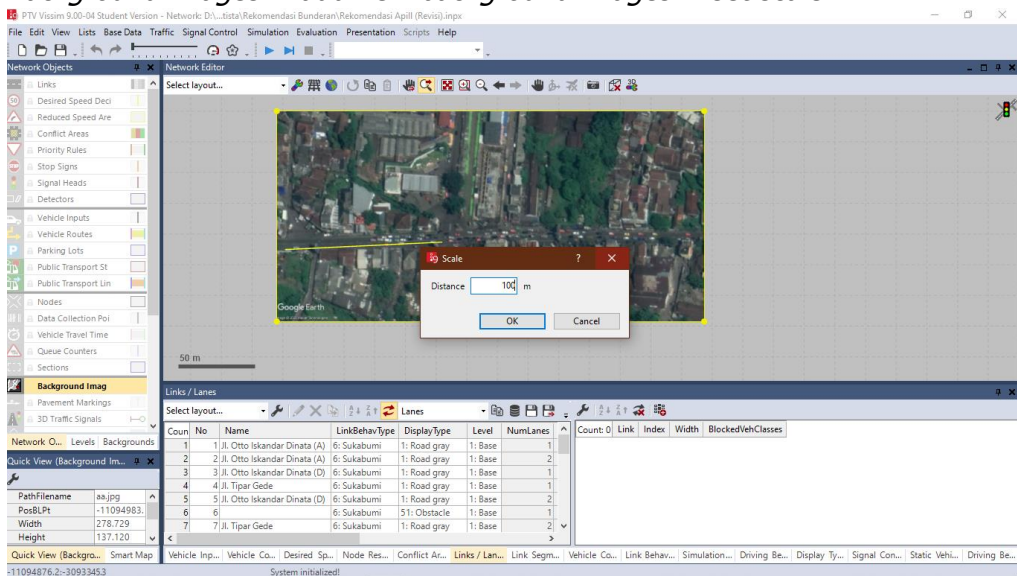 PTV Vissim 9.00-04 Student Version - Network: D:\...tista\Rekomendasi Bunderan\Rekomendasi Apill (Revisi).inpx
File Edit View Lists Base Data Traffic Signal Control Simulation Evaluation Presentation Scripts Help
Network Objects
Network Editor
Select layout...
Links
Desired Speed Deci
Reduced Speed Are
Conflict Areas
Priority Rules
Stop Signs
Signal Heads
Detectors
Vehicle Inputs
Vehicle Routes
Parking Lots
Public Transport St
Public Transport Lin
Nodes
Data Collection Poi
Vehicle Travel Time
Queue Counters
Sections
Background Imag
Pavement Markings
3D Traffic Signals
Network O... Levels Backgrounds
Scale ? X
Distance 100 m
OK Cancel
Google Earth
50 m
Quick View (Background Im...
PathFilename aa.jpg
PosBLPt -11094983.
Width 278.729
Height 137.120
Quick View (Backgro... Smart Map
Links / Lanes
Select layout... Lanes
Coun No Name LinkBehavType DisplayType Level NumLanes
1 1 Jl. Otto Iskandar Dinata (A) 6: Sukabumi 1: Road gray 1: Base 1
2 2 Jl. Otto Iskandar Dinata (A) 6: Sukabumi 1: Road gray 1: Base 2
3 3 Jl. Otto Iskandar Dinata (D) 6: Sukabumi 1: Road gray 1: Base 1
4 4 Jl. Tipar Gede 6: Sukabumi 1: Road gray 1: Base 1
5 5 Jl. Otto Iskandar Dinata (D) 6: Sukabumi 1: Road gray 1: Base 2
6 6 6: Sukabumi 51: Obstacle 1: Base 1
7 7 Jl. Tipar Gede 6: Sukabumi 1: Road gray 1: Base 2
Count: 0 Link Index Width BlockedVehClasses
Vehicle Inp... Vehicle Co... Desired Sp... Node Res... Conflict Ar... Links / Lan... Link Segm... Vehicle Co... Link Behav... Simulation... Driving Be... Display Ty... Signal Con... Static Vehi... Driving Be...
-11094876.2:-3093345.3 System initialized!